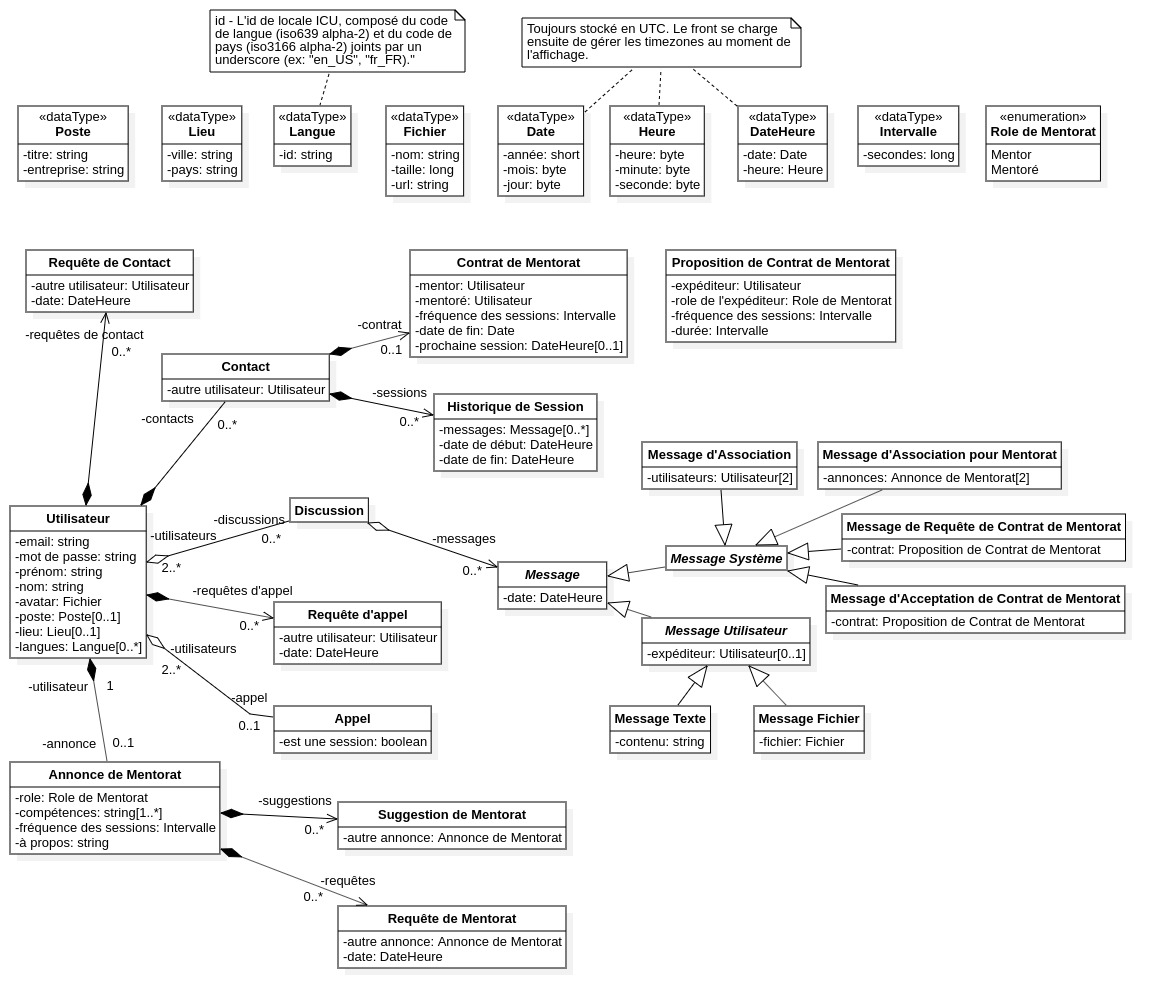 id - L'id de locale ICU, composé du code
de langue (iso639 alpha-2) et du code de
pays (iso3166 alpha-2) joints par un
underscore (ex: "en_US", "fr_FR)."
Toujours stocké en UTC. Le front se charge
ensuite de gérer les timezones au moment de
l'affichage.
«dataType»
Poste
-titre: string
-entreprise: string
«dataType»
Lieu
-ville: string
-pays: string
«dataType»
Langue
-id: string
«dataType»
Fichier
-nom: string
-taille: long
-url: string
«dataType»
Date
-année: short
-mois: byte
-jour: byte
«dataType»
Heure
-heure: byte
-minute: byte
-seconde: byte
«dataType»
DateHeure
-date: Date
-heure: Heure
«dataType»
Intervalle
-secondes: long
«enumeration»
Role de Mentorat
Mentor
Mentoré
Requête de Contact
-autre utilisateur: Utilisateur
-date: DateHeure
-requêtes de contact
0..*
Contrat de Mentorat
-mentor: Utilisateur
-mentoré: Utilisateur
-fréquence des sessions: Intervalle
-date de fin: Date
-prochaine session: DateHeure[0..1]
Proposition de Contrat de Mentorat
-expéditeur: Utilisateur
-role de l'expéditeur: Role de Mentorat
-fréquence des sessions: Intervalle
-durée: Intervalle
-contrat
0..1
Contact
-autre utilisateur: Utilisateur
-sessions
0..*
-contacts
0..*
Historique de Session
-messages: Message[0..*]
-date de début: DateHeure
-date de fin: DateHeure
Message d'Association
-utilisateurs: Utilisateur[2]
Message d'Association pour Mentorat
-annonces: Annonce de Mentorat[2]
Utilisateur
-email: string
-mot de passe: string
-prénom: string
-nom: string
-avatar: Fichier
-poste: Poste[0..1]
-lieu: Lieu[0..1]
-langues: Langue[0..*]
Discussion
-discussions
0..*
-utilisateurs
2..*
-messages
0..*
Message
-date: DateHeure
Message Système
Message de Requête de Contrat de Mentorat
-contrat: Proposition de Contrat de Mentorat
Message d'Acceptation de Contrat de Mentorat
-contrat: Proposition de Contrat de Mentorat
-requêtes d'appel
0..*
Requête d'appel
-autre utilisateur: Utilisateur
-date: DateHeure
Message Utilisateur
-expéditeur: Utilisateur[0..1]
-utilisateurs
2..*
-appel
0..1
Appel
-est une session: boolean
Message Texte
-contenu: string
Message Fichier
-fichier: Fichier
-utilisateur
1
-annonce
0..1
Annonce de Mentorat
-role: Role de Mentorat
-compétences: string[1..*]
-fréquence des sessions: Intervalle
-à propos: string
-suggestions
0..*
Suggestion de Mentorat
-autre annonce: Annonce de Mentorat
-requêtes
0..*
Requête de Mentorat
-autre annonce: Annonce de Mentorat
-date: DateHeure